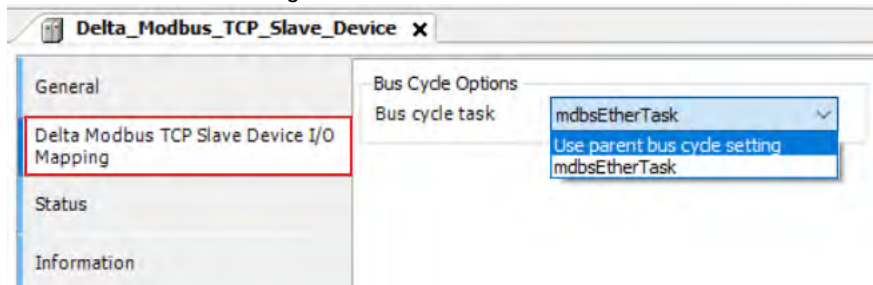 Delta_Modbus_TCP_Slave_Device X
General
Delta Modbus TCP Slave Device I/O
Mapping
Status
Information
Bus Cycle Options
Bus cycle task
mdbsEtherTask
Use parent bus cycle setting
mdbsEtherTask